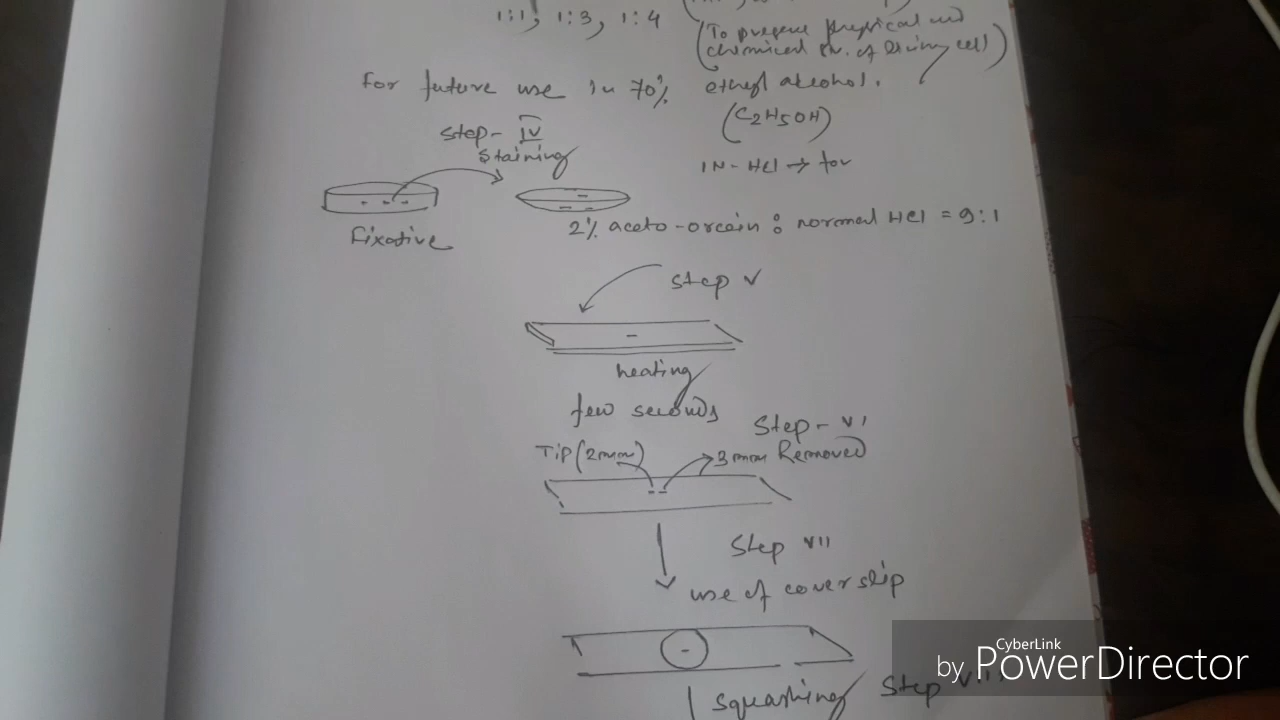 1:1, 1:3, 1:4
(To prepare physical and
chemical pr. of living cell)
For future use in 70% ethyl alcohol.
(C2H5OH)
Step- IV
Staining
1N-HCl → for
Fixative
2% aceto-orcein : normal HCl = 9:1
Step V
heating
few seconds
Step- VI
Tip (2mm)
3mm Removed
Step VII
use of cover slip
squashing Step
CyberLink
by PowerDirector